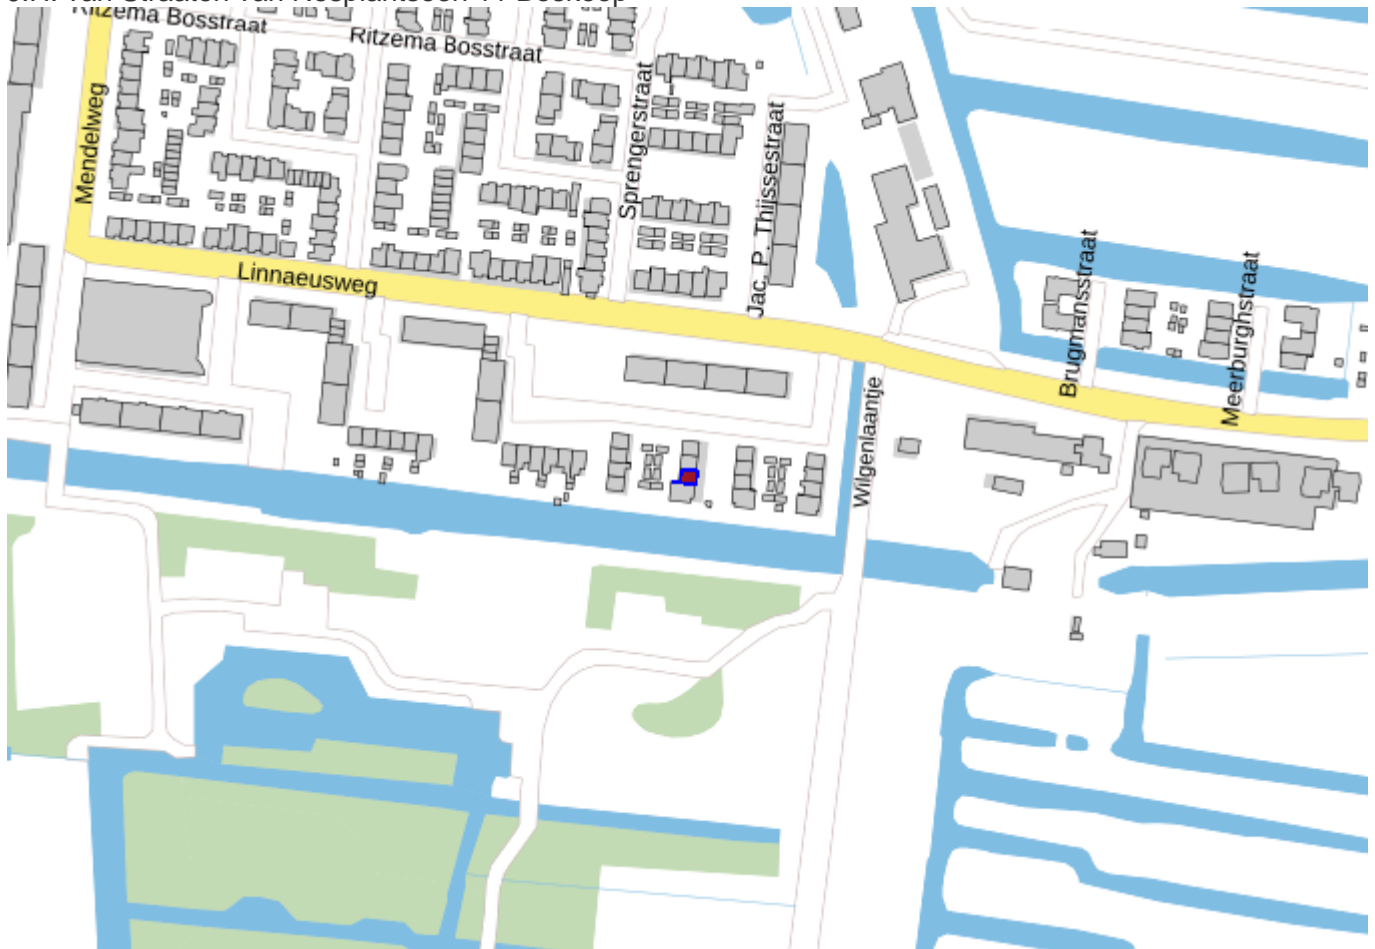 Ritzema Bosstraat
Ritzema Bosstraat
Mendelweg
Sprengerstraat
Jac. P. Thijssestraat
Linnaeusweg
Brugmansstraat
Meerburghstraat
Wilgenlaantje